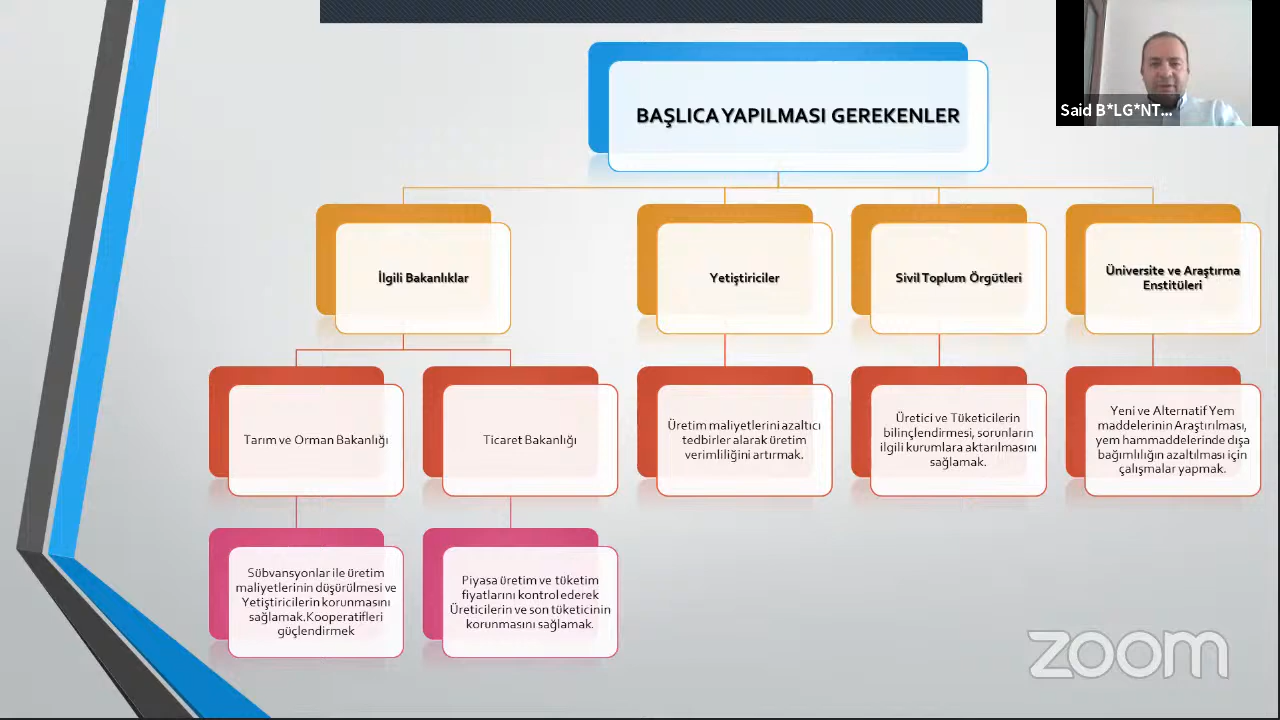 BAŞLICA YAPILMASI GEREKENLER
Said B*LG*NT...
İlgili Bakanlıklar
Yetiştiriciler
Sivil Toplum Örgütleri
Üniversite ve Araştırma
Enstitüleri
Tarım ve Orman Bakanlığı
Ticaret Bakanlığı
Üretim maliyetlerini azaltıcı
tedbirler alarak üretim
verimliliğini artırmak.
Üretici ve Tüketicilerin
bilinçlendirmesi, sorunların
ilgili kurumlara aktarılmasını
sağlamak.
Yeni ve Alternatif Yem
maddelerinin Araştırılması,
yem hammaddelerinde dışa
bağımlılığın azaltılması için
çalışmalar yapmak.
Sübvansiyonlar ile üretim
maliyetlerinin düşürülmesi ve
Yetiştiricilerin korunmasını
sağlamak.Kooperatifleri
güçlendirmek
Piyasa üretim ve tüketim
fiyatlarını kontrol ederek
Üreticilerin ve son tüketicinin
korunmasını sağlamak.
zoom